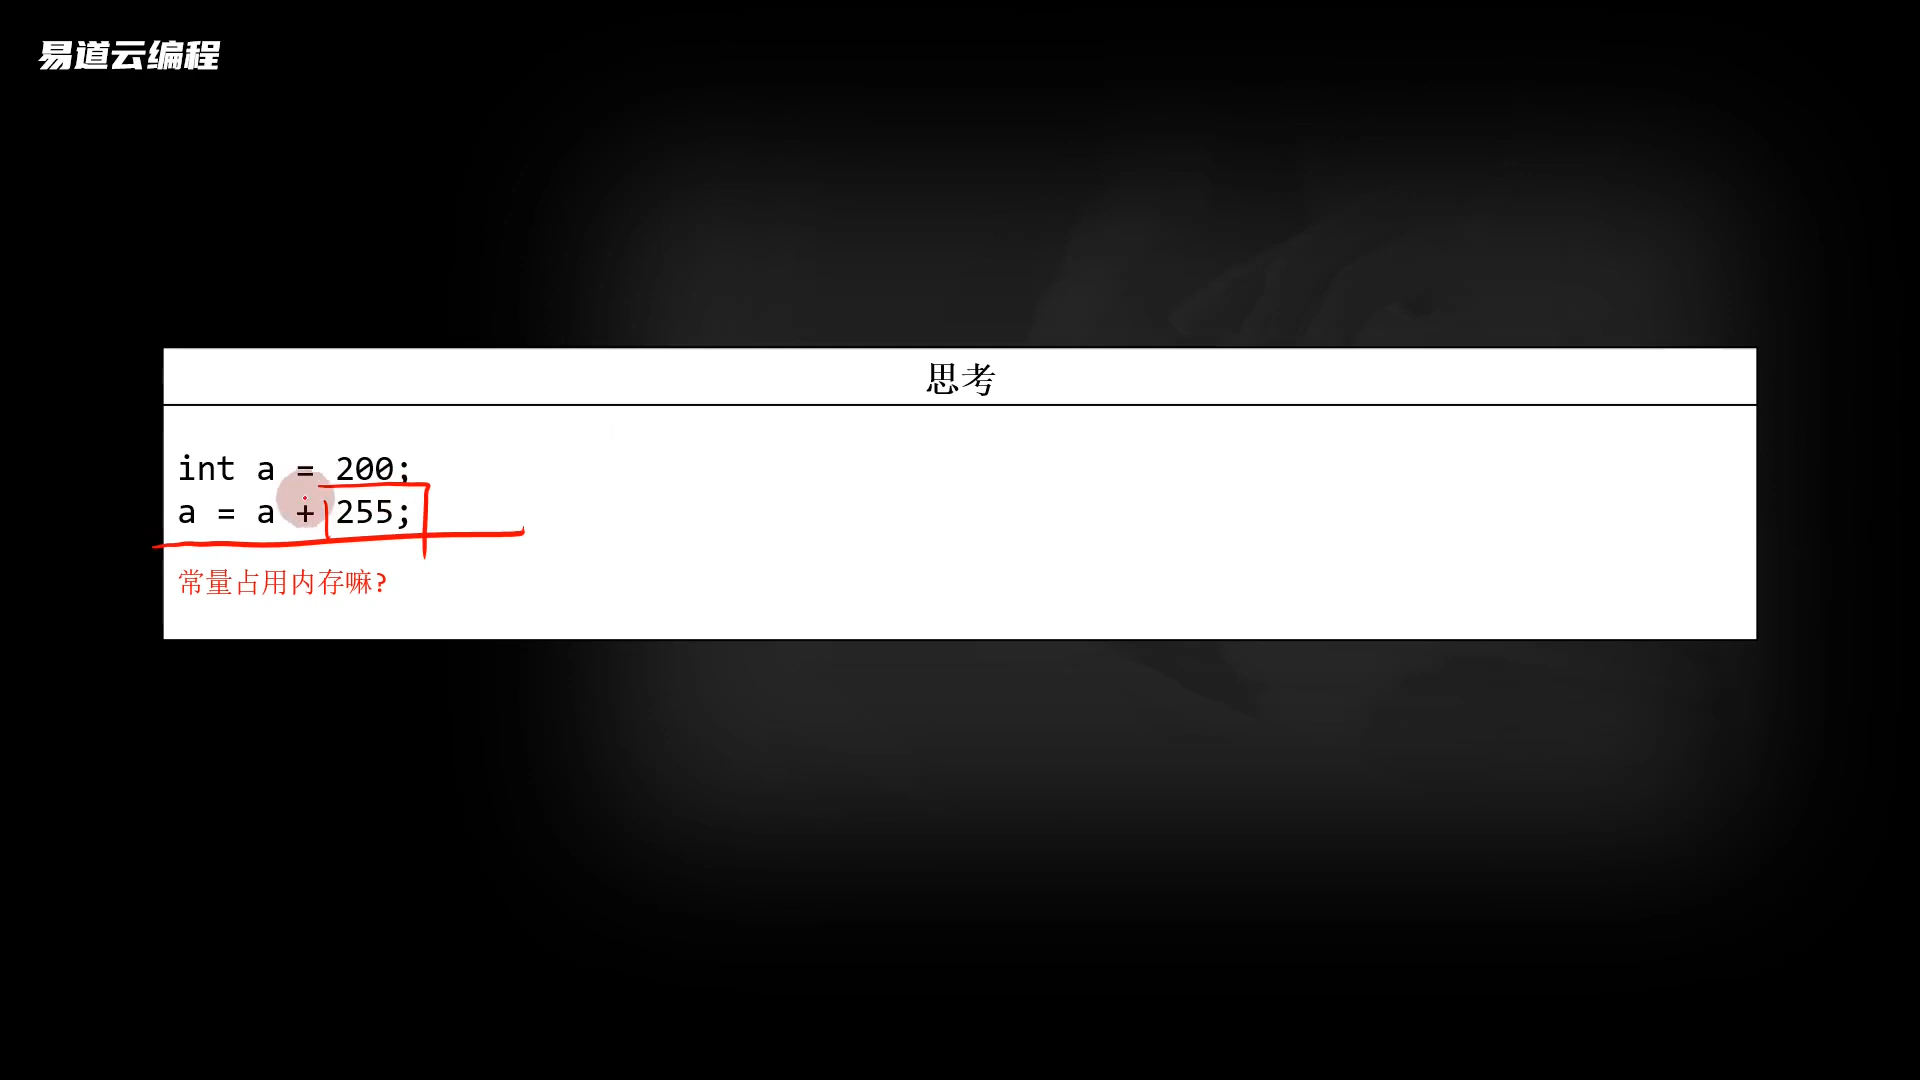 易道云编程
思考
int a = 200;
a = a + 255;
常量占用内存嘛?